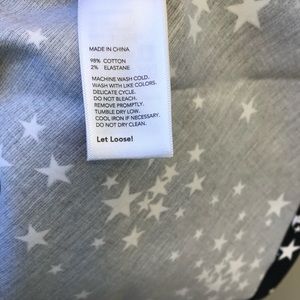 MADE IN CHINA
98% COTTON
2% ELASTANE
MACHINE WASH COLD.
WASH WITH LIKE COLORS.
DELICATE CYCLE.
DO NOT BLEACH.
REMOVE PROMPTLY.
TUMBLE DRY LOW.
COOL IRON IF NECESSARY.
DO NOT DRY CLEAN.
Let Loose!